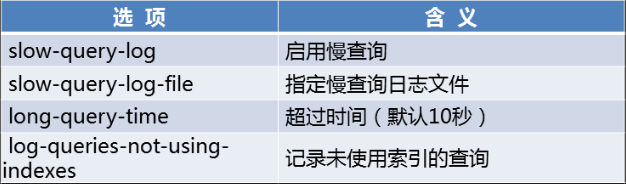 选 项 含 义
slow-query-log 启用慢查询
slow-query-log-file 指定慢查询日志文件
long-query-time 超过时间（默认10秒）
log-queries-not-using-
indexes 记录未使用索引的查询